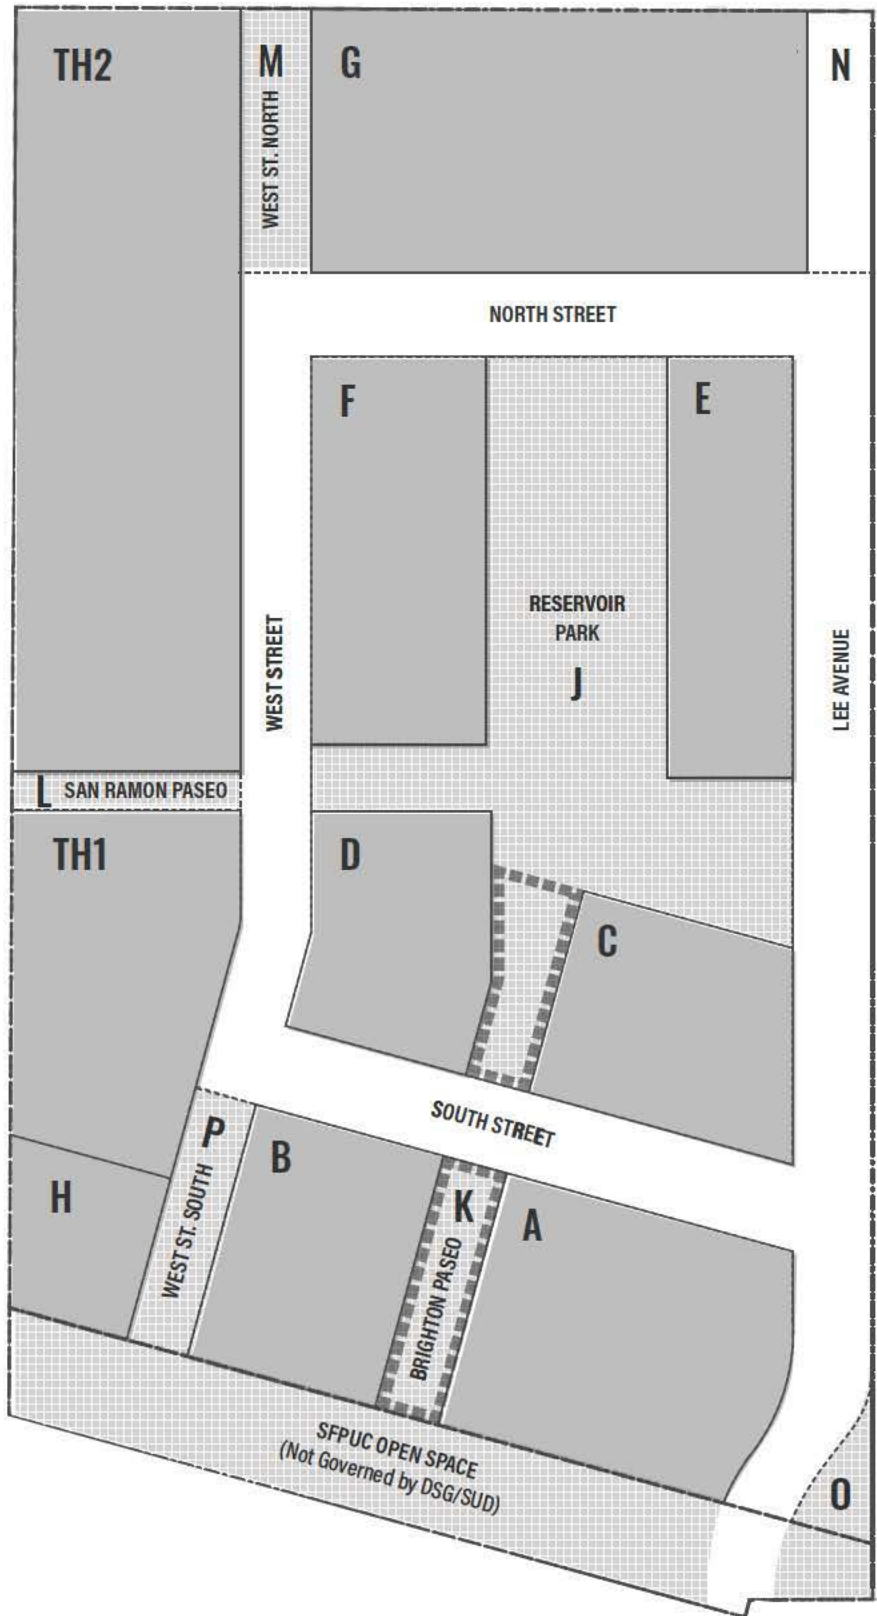 TH2
M
G
N
WEST ST. NORTH
NORTH STREET
F
E
RESERVOIR
PARK
J
WEST STREET
LEE AVENUE
L
SAN RAMON PASEO
TH1
D
C
SOUTH STREET
P
WEST ST. SOUTH
B
H
K
BRIGHTON PASEO
A
SFPUC OPEN SPACE
(Not Governed by DSG/SUD)
O